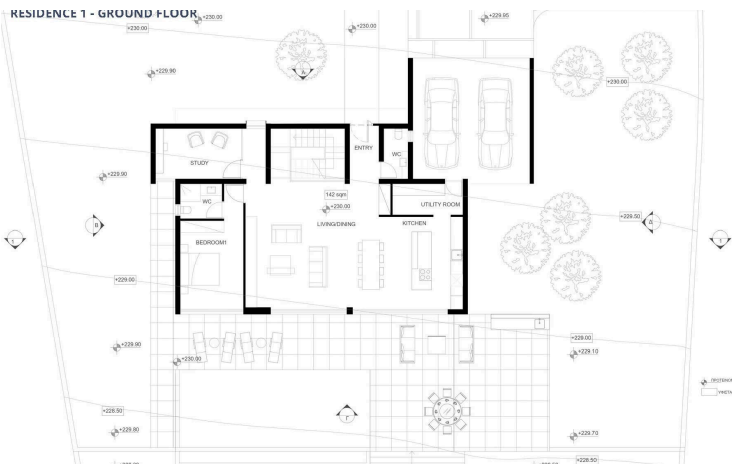 RESIDENCE 1 - GROUND FLOOR
+230.00
+230.00
+229.95
+230.00
+229.90
+230.00
A
ENTRY
WC
STUDY
+229.90
142 sqm
+230.00
UTILITY ROOM
WC
+229.50
B
LIVING/DINING
KITCHEN
BEDROOM1
+229.00
+229.00
+229.90
+229.10
+230.00
+228.50
+229.80
+229.70
+228.50